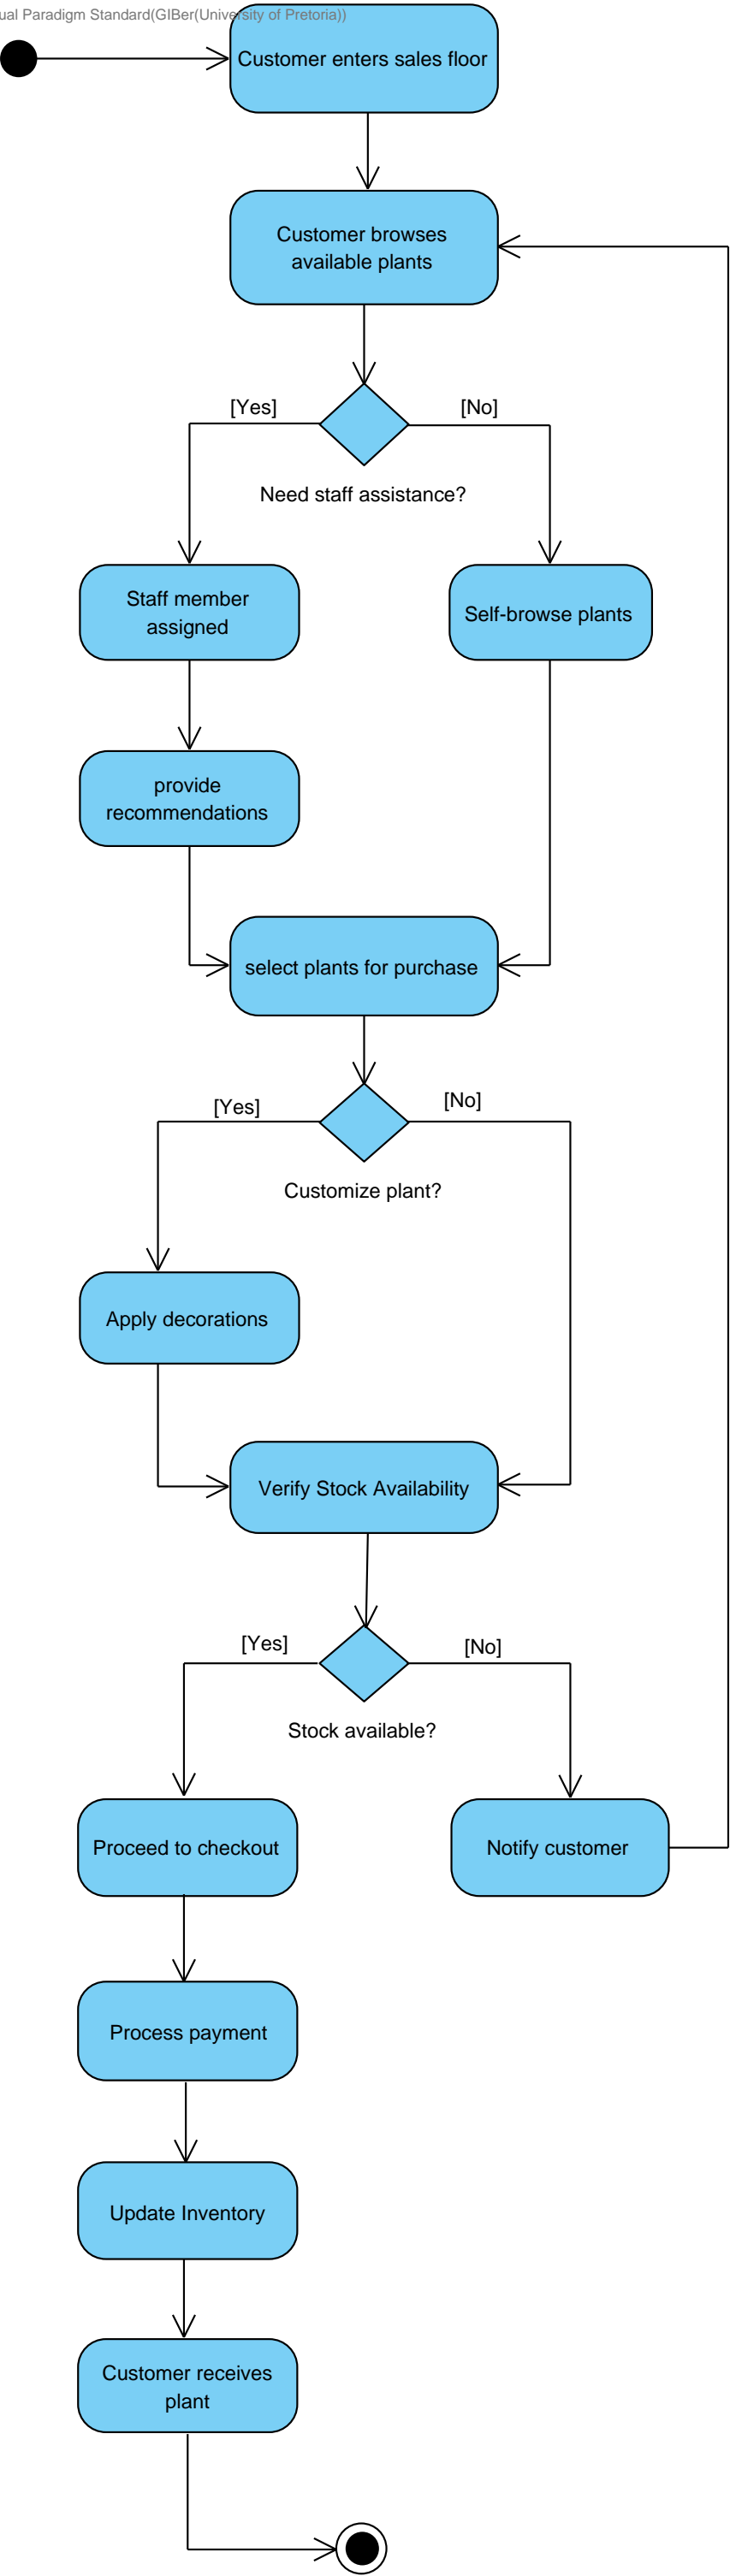 ual Paradigm Standard(GIBer(University of Pretoria))
Customer enters sales floor
Customer browses
available plants
[Yes]
[No]
Need staff assistance?
Staff member
assigned
Self-browse plants
provide
recommendations
select plants for purchase
[Yes]
[No]
Customize plant?
Apply decorations
Verify Stock Availability
[Yes]
[No]
Stock available?
Proceed to checkout
Notify customer
Process payment
Update Inventory
Customer receives
plant